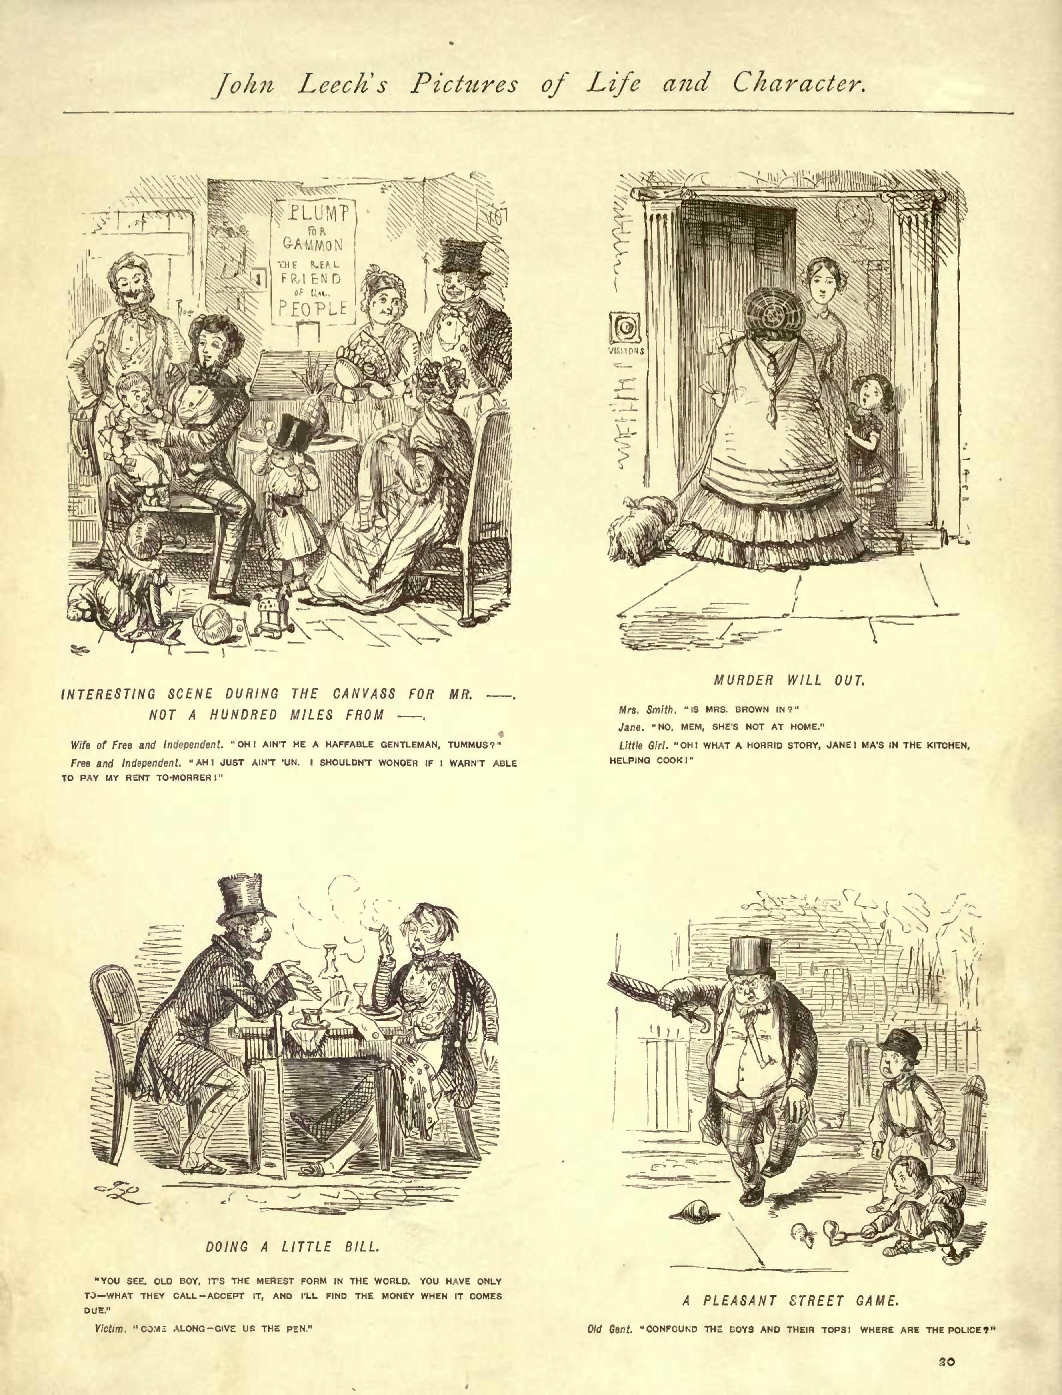 John Leech's Pictures of Life and Character.
PLUMP
FOR
GAMMON
THE REAL
FRIEND
OF the
PEOPLE
VISITORS
INTERESTING SCENE DURING THE CANVASS FOR MR. ——.
NOT A HUNDRED MILES FROM ——.
Wife of Free and Independent. "OH! AIN'T HE A HAFFABLE GENTLEMAN, TUMMUS?"
Free and Independent. "AH! JUST AIN'T 'UN. I SHOULDN'T WONDER IF I WARN'T ABLE
TO PAY MY RENT TO-MORRER!"
MURDER WILL OUT.
Mrs. Smith. "IS MRS. BROWN IN?"
Jane. "NO, MEM, SHE'S NOT AT HOME."
Little Girl. "OH! WHAT A HORRID STORY, JANE! MA'S IN THE KITCHEN,
HELPING COOK!"
DOING A LITTLE BILL.
"YOU SEE, OLD BOY, IT'S THE MEREST FORM IN THE WORLD. YOU HAVE ONLY
TO—WHAT THEY CALL—ACCEPT IT, AND I'LL FIND THE MONEY WHEN IT COMES
DUE."
Victim. "COME ALONG—GIVE US THE PEN."
A PLEASANT STREET GAME.
Old Gent. "CONFOUND THE BOYS AND THEIR TOPS! WHERE ARE THE POLICE?"
20